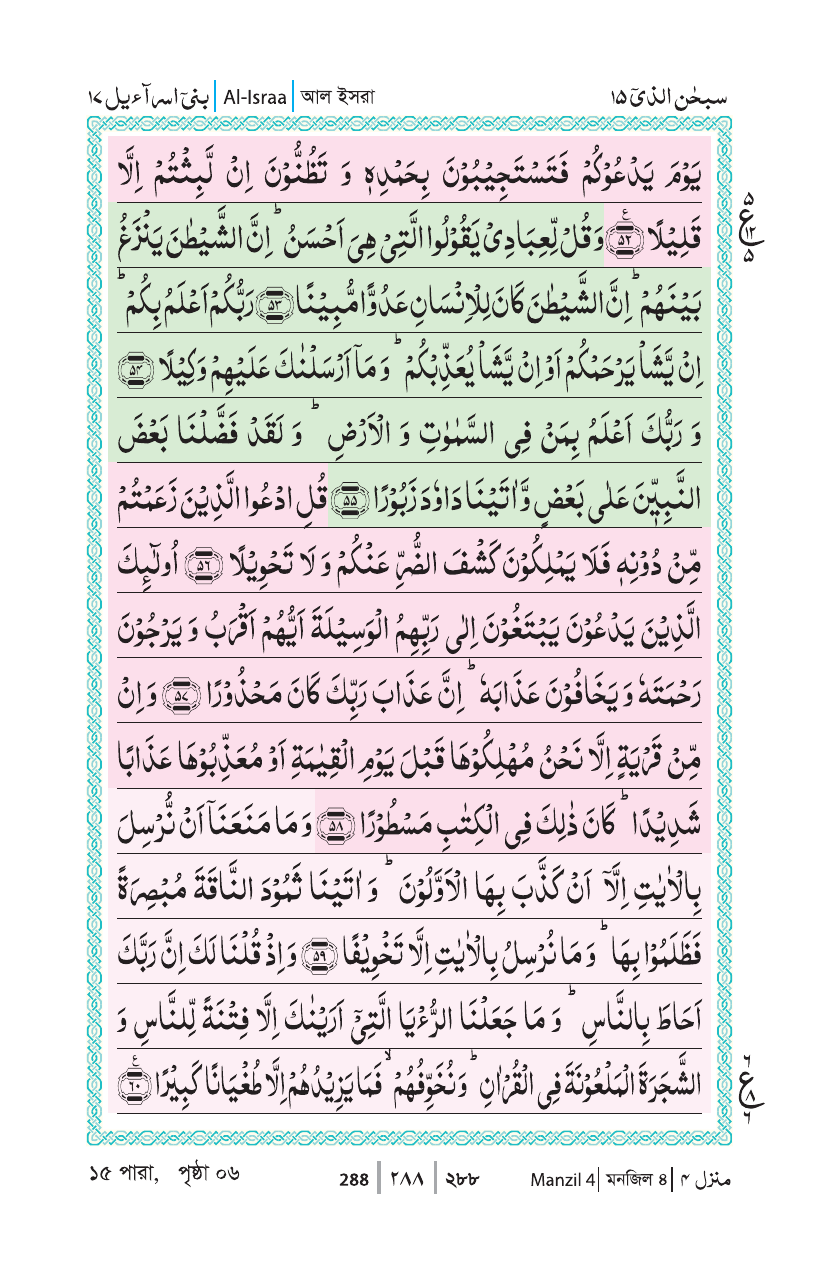 بنیٓ اسرآءیل ۱۷ | Al-Israa | আল ইসরা سبحٰن الذیٓ ۱۵
یَوْمَ یَدْعُوْكُمْ فَتَسْتَجِیْبُوْنَ بِحَمْدِهٖ وَ تَظُنُّوْنَ اِنْ لَّبِثْتُمْ اِلَّا
قَلِیْلًا ۝۵۲ وَ قُلْ لِّعِبَادِیْ یَقُوْلُوا الَّتِیْ هِیَ اَحْسَنُ ؕ اِنَّ الشَّیْطٰنَ یَنْزَغُ
بَیْنَهُمْ ؕ اِنَّ الشَّیْطٰنَ كَانَ لِلْاِنْسَانِ عَدُوًّا مُّبِیْنًا ۝۵۳ رَبُّكُمْ اَعْلَمُ بِكُمْ ؕ
اِنْ یَّشَاْ یَرْحَمْكُمْ اَوْ اِنْ یَّشَاْ یُعَذِّبْكُمْ ؕ وَ مَاۤ اَرْسَلْنٰكَ عَلَیْهِمْ وَكِیْلًا ۝۵۴
وَ رَبُّكَ اَعْلَمُ بِمَنْ فِی السَّمٰوٰتِ وَ الْاَرْضِ ؕ وَ لَقَدْ فَضَّلْنَا بَعْضَ
النَّبِیّٖنَ عَلٰی بَعْضٍ وَّ اٰتَیْنَا دَاوٗدَ زَبُوْرًا ۝۵۵ قُلِ ادْعُوا الَّذِیْنَ زَعَمْتُمْ
مِّنْ دُوْنِهٖ فَلَا یَمْلِكُوْنَ كَشْفَ الضُّرِّ عَنْكُمْ وَ لَا تَحْوِیْلًا ۝۵۶ اُولٰٓىِٕكَ
الَّذِیْنَ یَدْعُوْنَ یَبْتَغُوْنَ اِلٰی رَبِّهِمُ الْوَسِیْلَةَ اَیُّهُمْ اَقْرَبُ وَ یَرْجُوْنَ
رَحْمَتَهٗ وَ یَخَافُوْنَ عَذَابَهٗ ؕ اِنَّ عَذَابَ رَبِّكَ كَانَ مَحْذُوْرًا ۝۵۷ وَ اِنْ
مِّنْ قَرْیَةٍ اِلَّا نَحْنُ مُهْلِكُوْهَا قَبْلَ یَوْمِ الْقِیٰمَةِ اَوْ مُعَذِّبُوْهَا عَذَابًا
شَدِیْدًا ؕ كَانَ ذٰلِكَ فِی الْكِتٰبِ مَسْطُوْرًا ۝۵۸ وَ مَا مَنَعَنَاۤ اَنْ نُّرْسِلَ
بِالْاٰیٰتِ اِلَّاۤ اَنْ كَذَّبَ بِهَا الْاَوَّلُوْنَ ؕ وَ اٰتَیْنَا ثَمُوْدَ النَّاقَةَ مُبْصِرَةً
فَظَلَمُوْا بِهَا ؕ وَ مَا نُرْسِلُ بِالْاٰیٰتِ اِلَّا تَخْوِیْفًا ۝۵۹ وَ اِذْ قُلْنَا لَكَ اِنَّ رَبَّكَ
اَحَاطَ بِالنَّاسِ ؕ وَ مَا جَعَلْنَا الرُّءْیَا الَّتِیْۤ اَرَیْنٰكَ اِلَّا فِتْنَةً لِّلنَّاسِ وَ
الشَّجَرَةَ الْمَلْعُوْنَةَ فِی الْقُرْاٰنِ ؕ وَ نُخَوِّفُهُمْ ۙ فَمَا یَزِیْدُهُمْ اِلَّا طُغْیَانًا كَبِیْرًا ۝۶۰
۵ ع ۱۲ ۵
۶ ع ۸ ۶
১৫ পারা, পৃষ্ঠা ০৬ 288 | ۲۸۸ | ২৮৮ Manzil 4 | মনজিল ৪ | منزل ۴